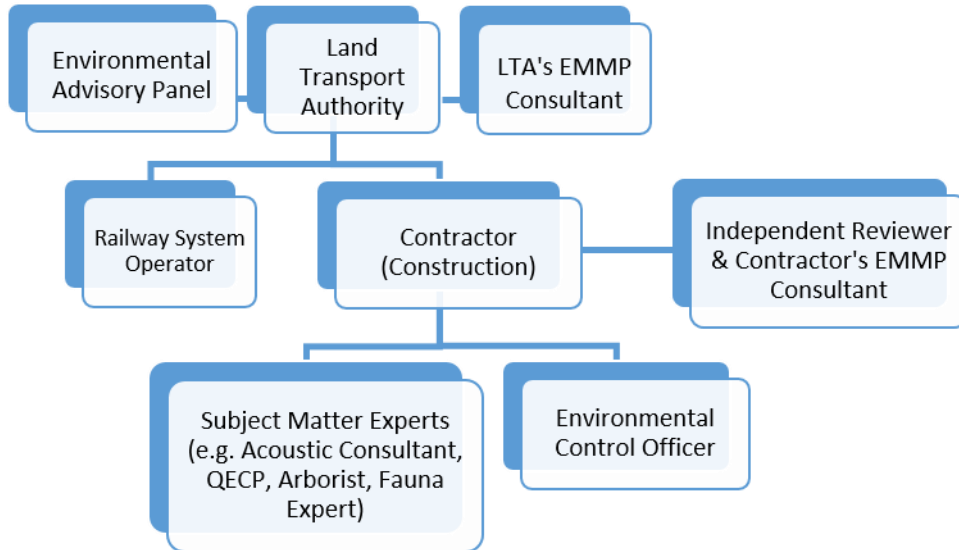 Environmental
Advisory Panel
Land
Transport
Authority
LTA's EMMP
Consultant
Railway System
Operator
Contractor
(Construction)
Independent Reviewer
& Contractor's EMMP
Consultant
Subject Matter Experts
(e.g. Acoustic Consultant,
QECP, Arborist, Fauna
Expert)
Environmental
Control Officer